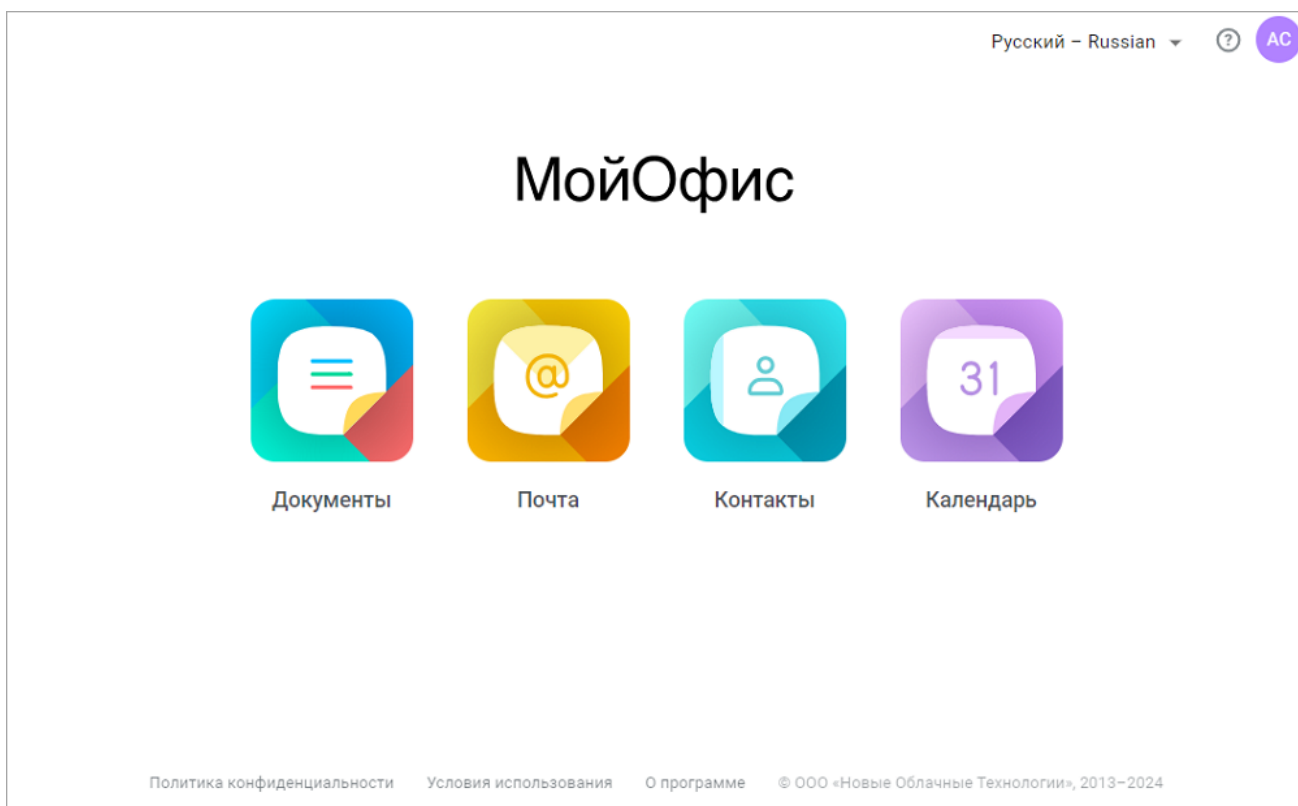 Русский – Russian
?
АС
МойОфис
@
31
Документы
Почта
Контакты
Календарь
Политика конфиденциальности
Условия использования
О программе
© ООО «Новые Облачные Технологии», 2013–2024